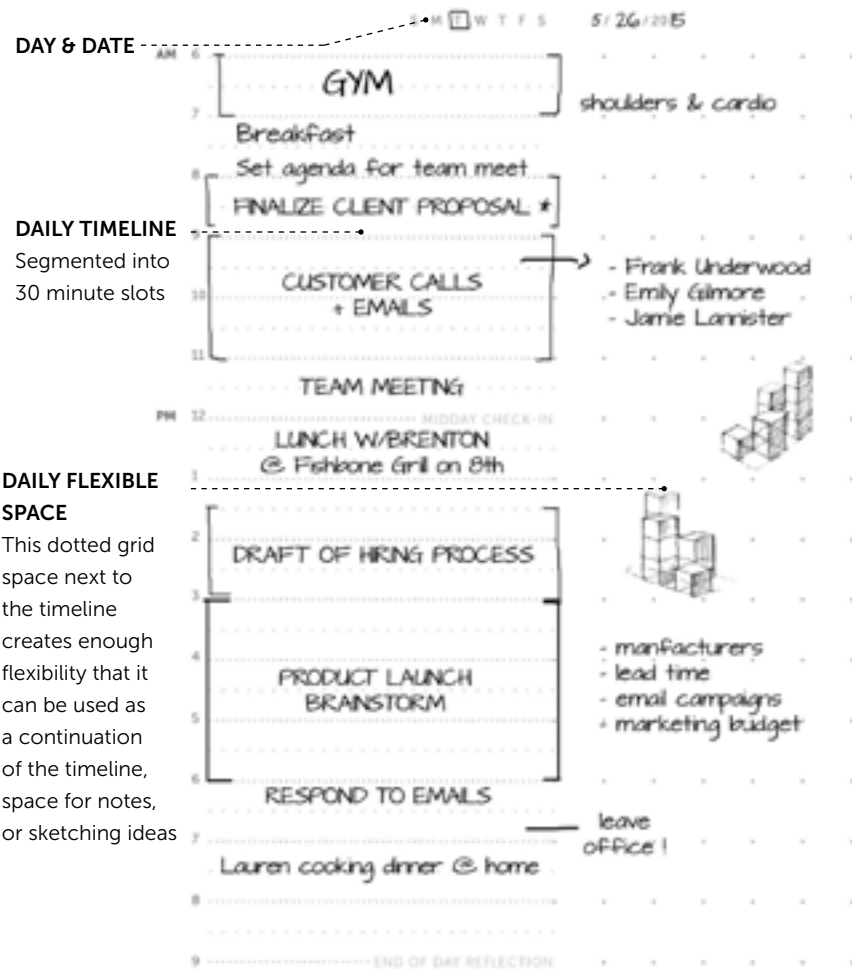 S M T W T F S 5/ 26/2015
DAY & DATE
AM 6
GYM
7
shoulders & cardio
Breakfast
8
Set agenda for team meet
FINALIZE CLIENT PROPOSAL *
DAILY TIMELINE
9
Segmented into
30 minute slots
CUSTOMER CALLS
+ EMAILS
10
- Frank Underwood
- Emily Gilmore
- Jamie Lannister
11
TEAM MEETING
PM 12
MIDDAY CHECK-IN
LUNCH W/BRENTON
@ Fishbone Grill on 8th
1
DAILY FLEXIBLE
SPACE
This dotted grid
space next to
the timeline
creates enough
flexibility that it
can be used as
a continuation
of the timeline,
space for notes,
or sketching ideas
2
DRAFT OF HIRING PROCESS
3
4
PRODUCT LAUNCH
BRAINSTORM
- manfacturers
- lead time
- email campaigns
+ marketing budget
5
6
RESPOND TO EMAILS
leave
office !
7
Lauren cooking dinner @ home
8
9
END OF DAY REFLECTION